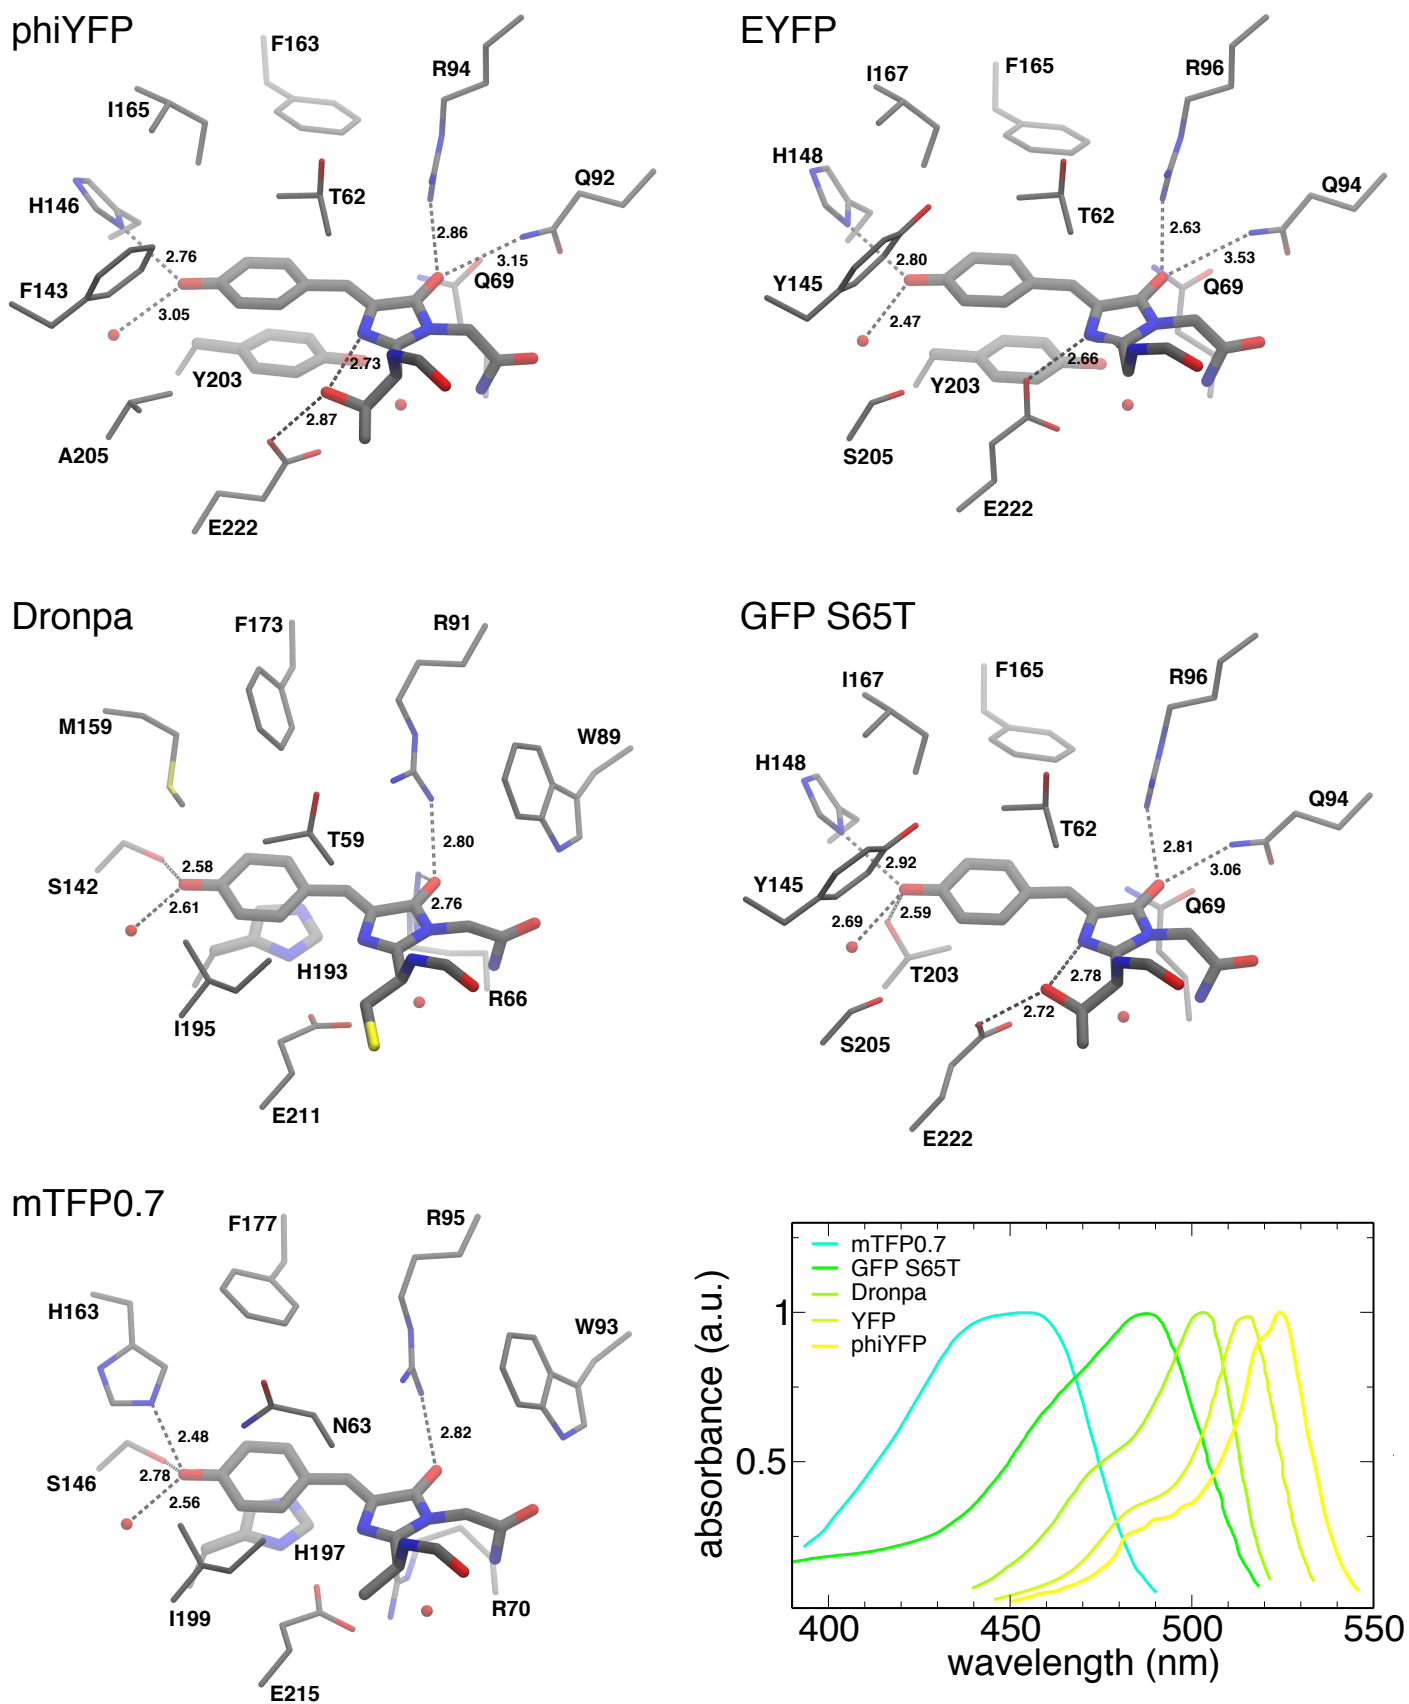 phiYFP
F163
R94
I165
Q92
H146
T62
2.86
2.76
3.15
F143
Q69
3.05
2.73
Y203
2.87
A205
E222
EYFP
I167
F165
R96
H148
Q94
T62
2.63
2.80
3.53
Y145
Q69
2.47
2.66
Y203
S205
E222
Dronpa
F173
R91
M159
W89
T59
2.80
S142
2.58
2.61
2.76
H193
R66
I195
E211
GFP S65T
I167
F165
R96
H148
Q94
T62
2.81
2.92
3.06
Y145
Q69
2.69
2.59
T203
2.78
2.72
S205
E222
mTFP0.7
F177
R95
H163
W93
N63
2.82
2.48
S146
2.78
2.56
H197
I199
R70
E215
mTFP0.7
GFP S65T
Dronpa
YFP
phiYFP
1
0.5
absorbance (a.u.)
400 450 500 550
wavelength (nm)